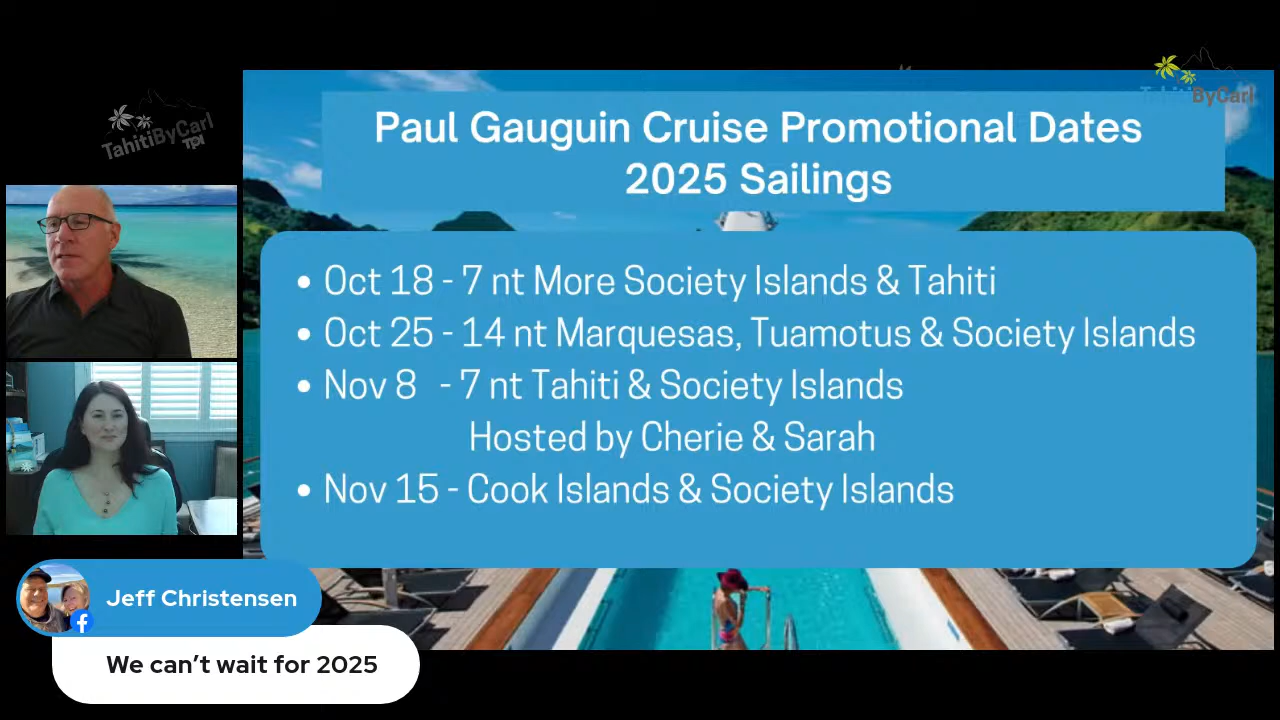 TahitiByCarl
TPI
TahitiByCarl
Paul Gauguin Cruise Promotional Dates
2025 Sailings
• Oct 18 - 7 nt More Society Islands & Tahiti
• Oct 25 - 14 nt Marquesas, Tuamotus & Society Islands
• Nov 8 - 7 nt Tahiti & Society Islands
Hosted by Cherie & Sarah
• Nov 15 - Cook Islands & Society Islands
Jeff Christensen
We can’t wait for 2025